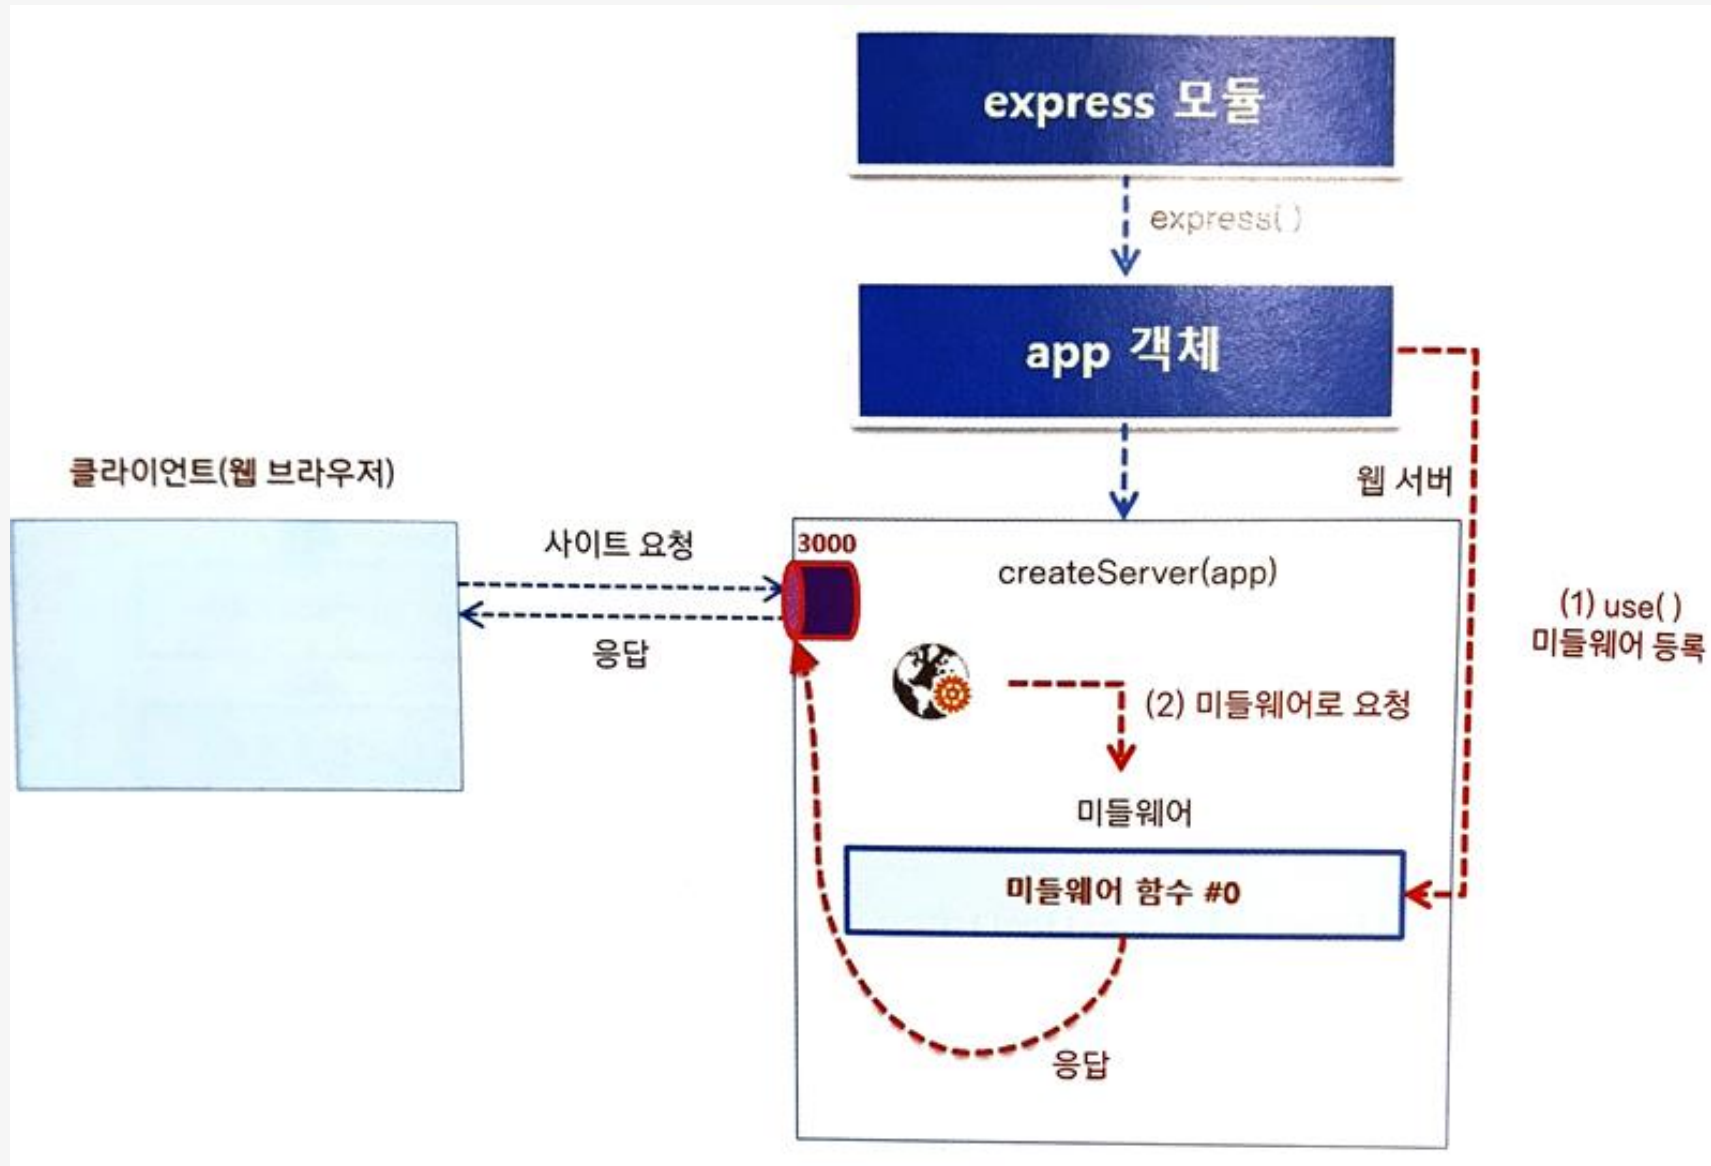 express 모듈
express( )
app 객체
웹 서버
클라이언트(웹 브라우저)
사이트 요청
응답
3000
createServer(app)
(1) use( )
미들웨어 등록
(2) 미들웨어로 요청
미들웨어
미들웨어 함수 #0
응답